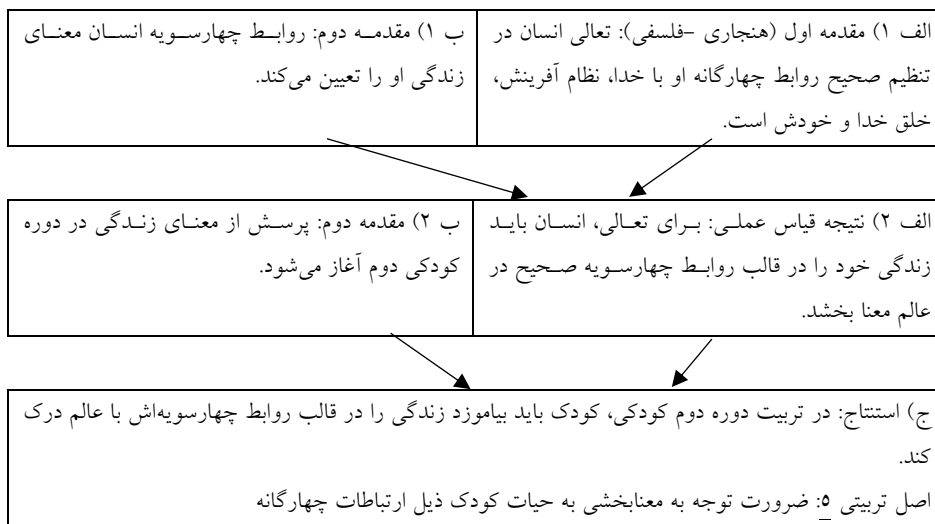 الف ۱) مقدمه اول (هنجاری -فلسفی): تعالی انسان در
تنظیم صحیح روابط چهارگانه او با خدا، نظام آفرینش،
خلق خدا و خودش است.
ب ۱) مقدمه دوم: روابط چهارسویه انسان معنای
زندگی او را تعیین می‌کند.
الف ۲) نتیجه قیاس عملی: برای تعالی، انسان باید
زندگی خود را در قالب روابط چهارسویه صحیح در
عالم معنا بخشد.
ب ۲) مقدمه دوم: پرسش از معنای زندگی در دوره
کودکی دوم آغاز می‌شود.
ج) استنتاج: در تربیت دوره دوم کودکی، کودک باید بیاموزد زندگی را در قالب روابط چهارسویه‌اش با عالم درک
کند.
اصل تربیتی ۵: ضرورت توجه به معنابخشی به حیات کودک ذیل ارتباطات چهارگانه